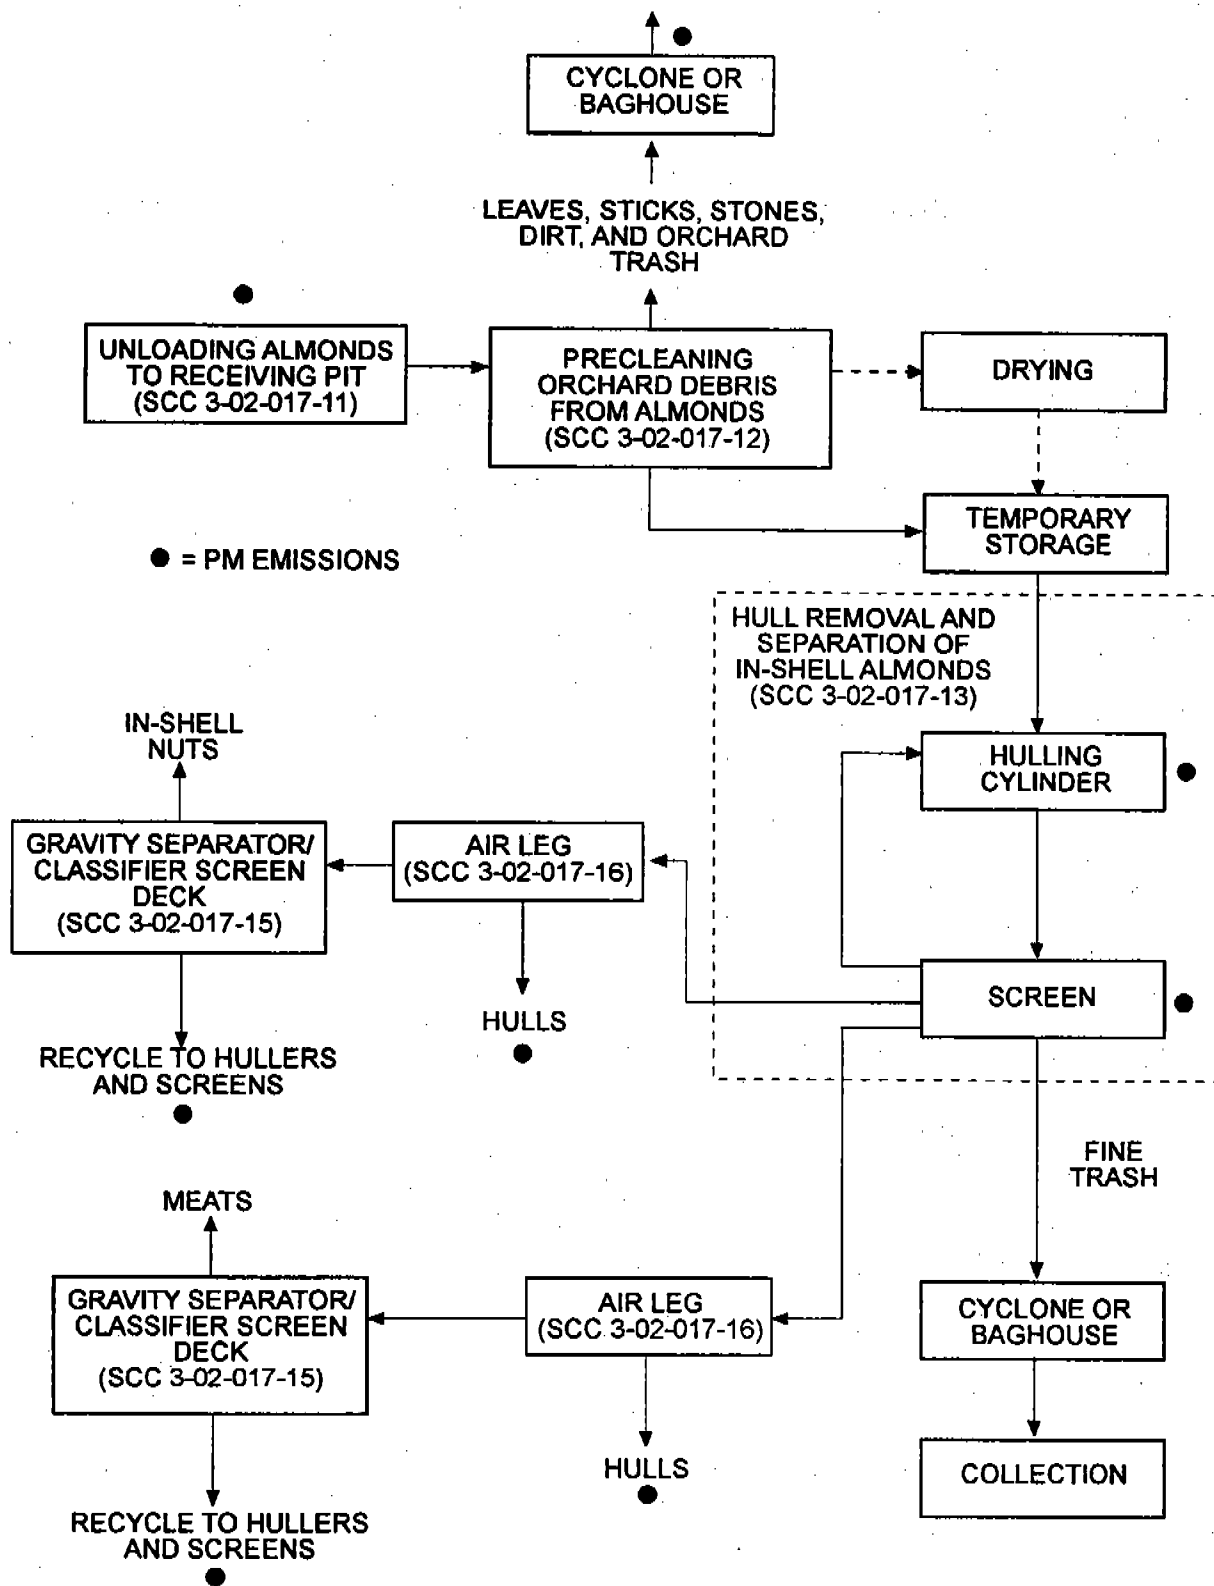 CYCLONE OR
BAGHOUSE
LEAVES, STICKS, STONES,
DIRT, AND ORCHARD
TRASH
UNLOADING ALMONDS
TO RECEIVING PIT
(SCC 3-02-017-11)
PRECLEANING
ORCHARD DEBRIS
FROM ALMONDS
(SCC 3-02-017-12)
DRYING
TEMPORARY
STORAGE
● = PM EMISSIONS
HULL REMOVAL AND
SEPARATION OF
IN-SHELL ALMONDS
(SCC 3-02-017-13)
IN-SHELL
NUTS
HULLING
CYLINDER
GRAVITY SEPARATOR/
CLASSIFIER SCREEN
DECK
(SCC 3-02-017-15)
AIR LEG
(SCC 3-02-017-16)
SCREEN
HULLS
RECYCLE TO HULLERS
AND SCREENS
FINE
TRASH
MEATS
GRAVITY SEPARATOR/
CLASSIFIER SCREEN
DECK
(SCC 3-02-017-15)
AIR LEG
(SCC 3-02-017-16)
CYCLONE OR
BAGHOUSE
HULLS
COLLECTION
RECYCLE TO HULLERS
AND SCREENS